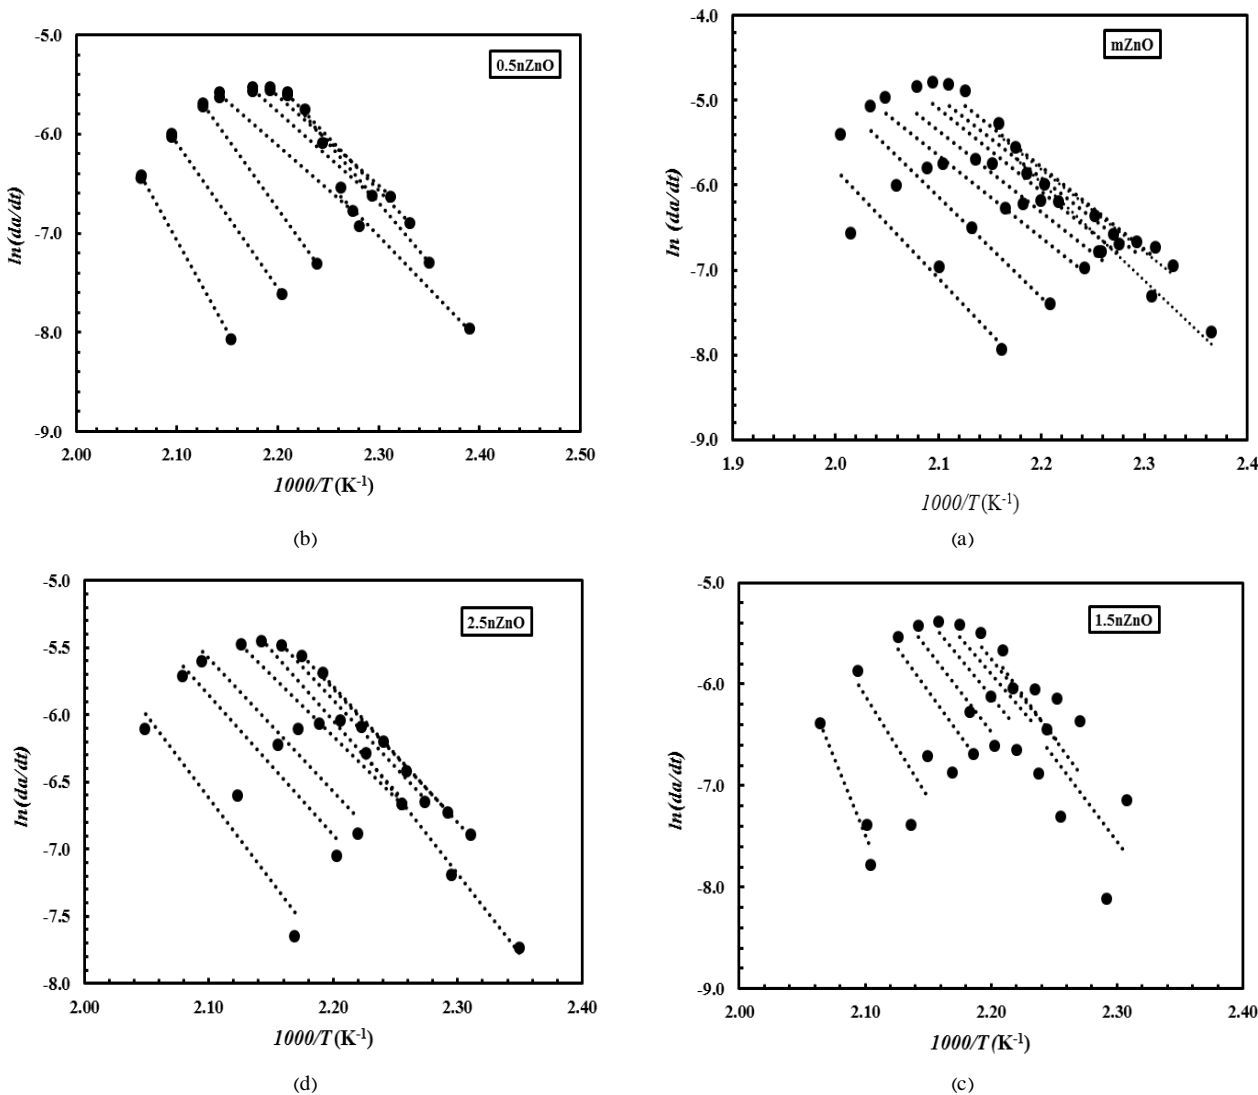 -5.0
0.5nZnO
-6.0
-7.0
-8.0
-9.0
ln(da/dt)
2.00 2.10 2.20 2.30 2.40 2.50
1000/T (K-1)
(b)
-4.0
mZnO
-5.0
-6.0
-7.0
-8.0
-9.0
ln (da/dt)
1.9 2.0 2.1 2.2 2.3 2.4
1000/T (K-1)
(a)
-5.0
2.5nZnO
-5.5
-6.0
-6.5
-7.0
-7.5
-8.0
ln(da/dt)
2.00 2.10 2.20 2.30 2.40
1000/T (K-1)
(d)
-5.0
1.5nZnO
-6.0
-7.0
-8.0
-9.0
ln(da/dt)
2.00 2.10 2.20 2.30 2.40
1000/T (K-1)
(c)